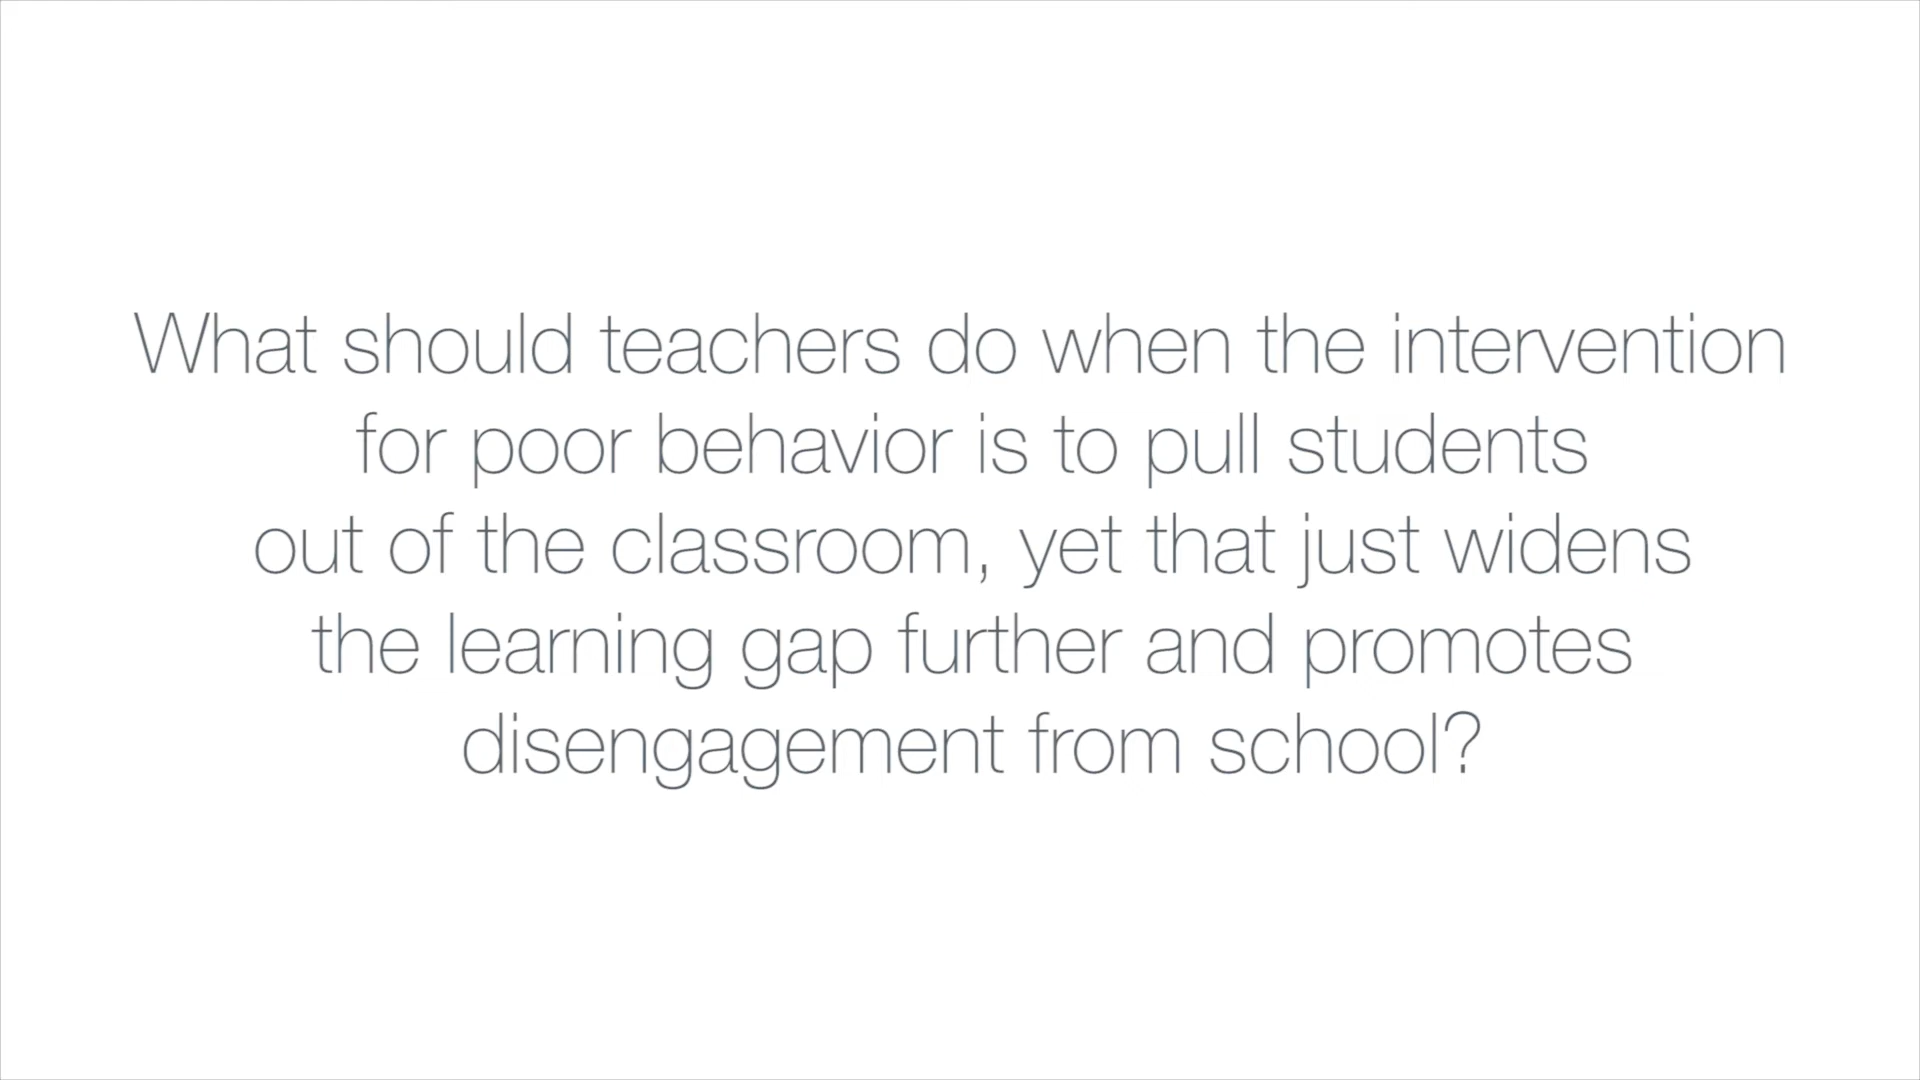 What should teachers do when the intervention
for poor behavior is to pull students
out of the classroom, yet that just widens
the learning gap further and promotes
disengagement from school?